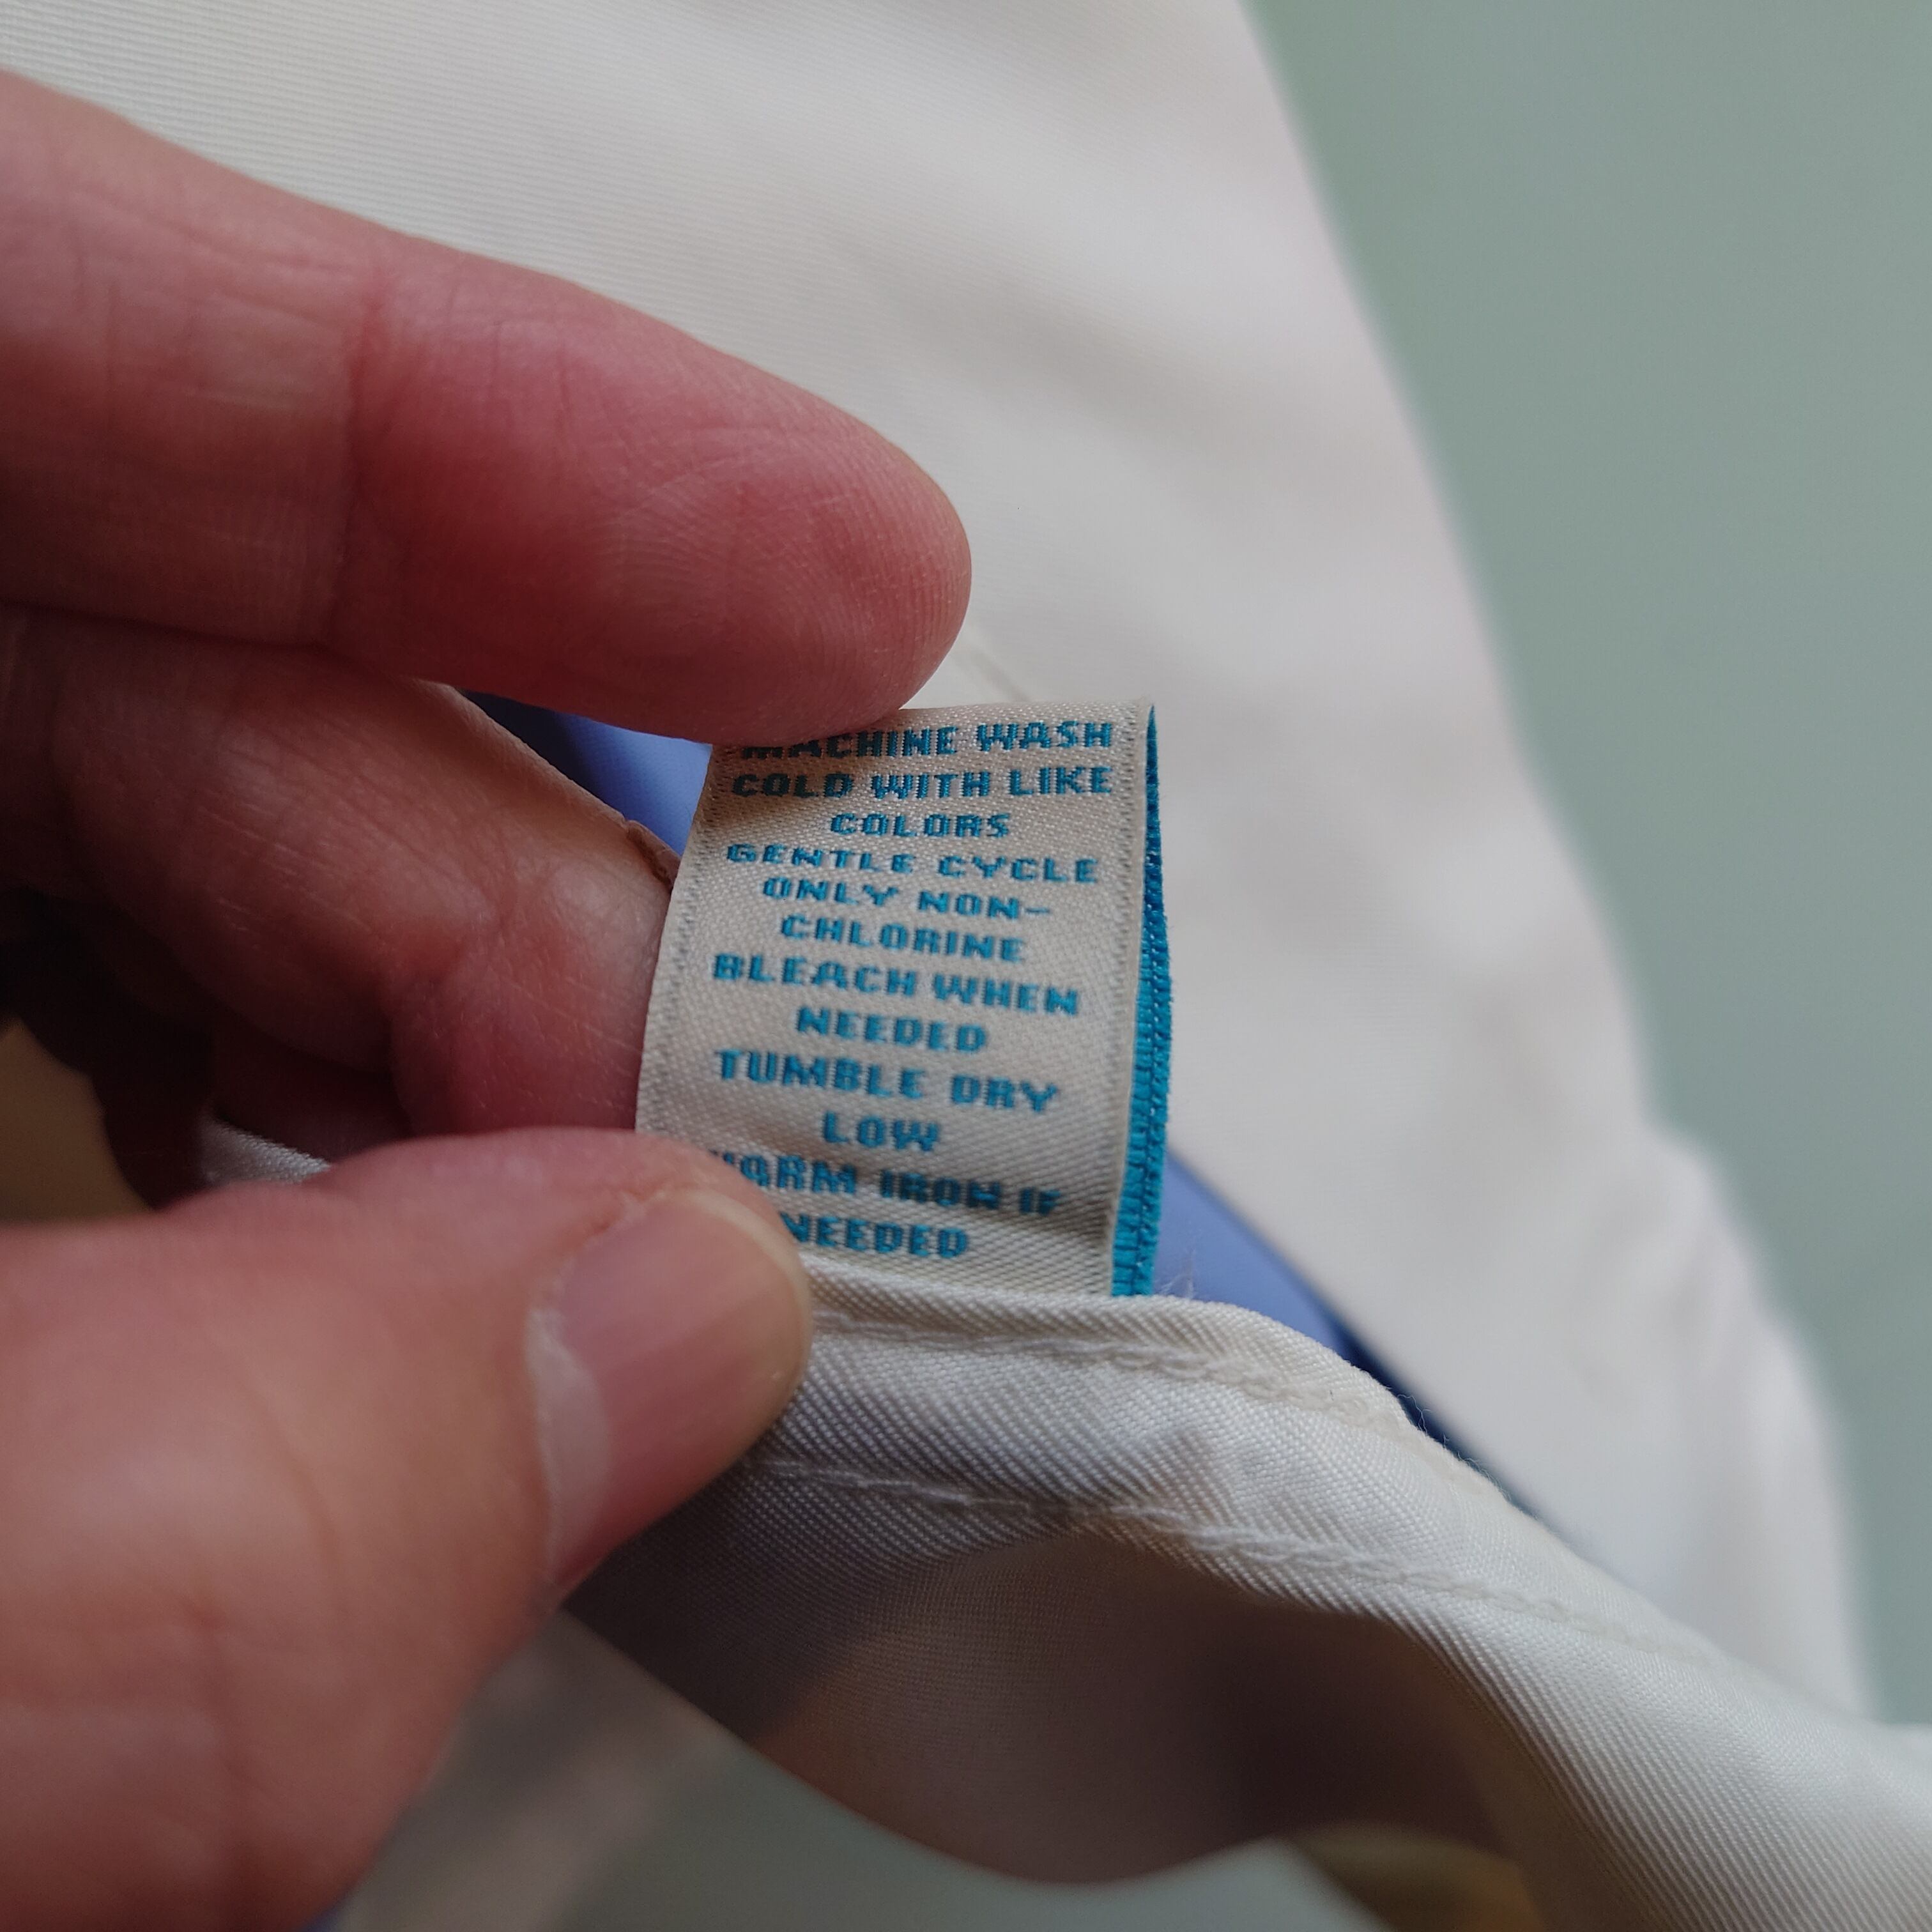 MACHINE WASH
COLD WITH LIKE
COLORS
GENTLE CYCLE
ONLY NON-
CHLORINE
BLEACH WHEN
NEEDED
TUMBLE DRY
LOW
WARM IRON IF
NEEDED